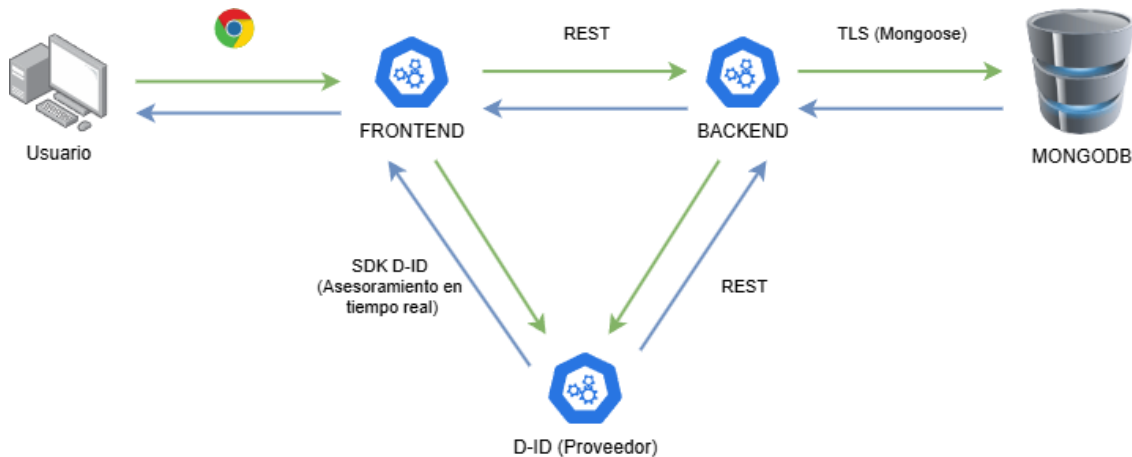 REST
TLS (Mongoose)
Usuario
FRONTEND
BACKEND
MONGODB
SDK D-ID
(Asesoramiento en
tiempo real)
REST
D-ID (Proveedor)